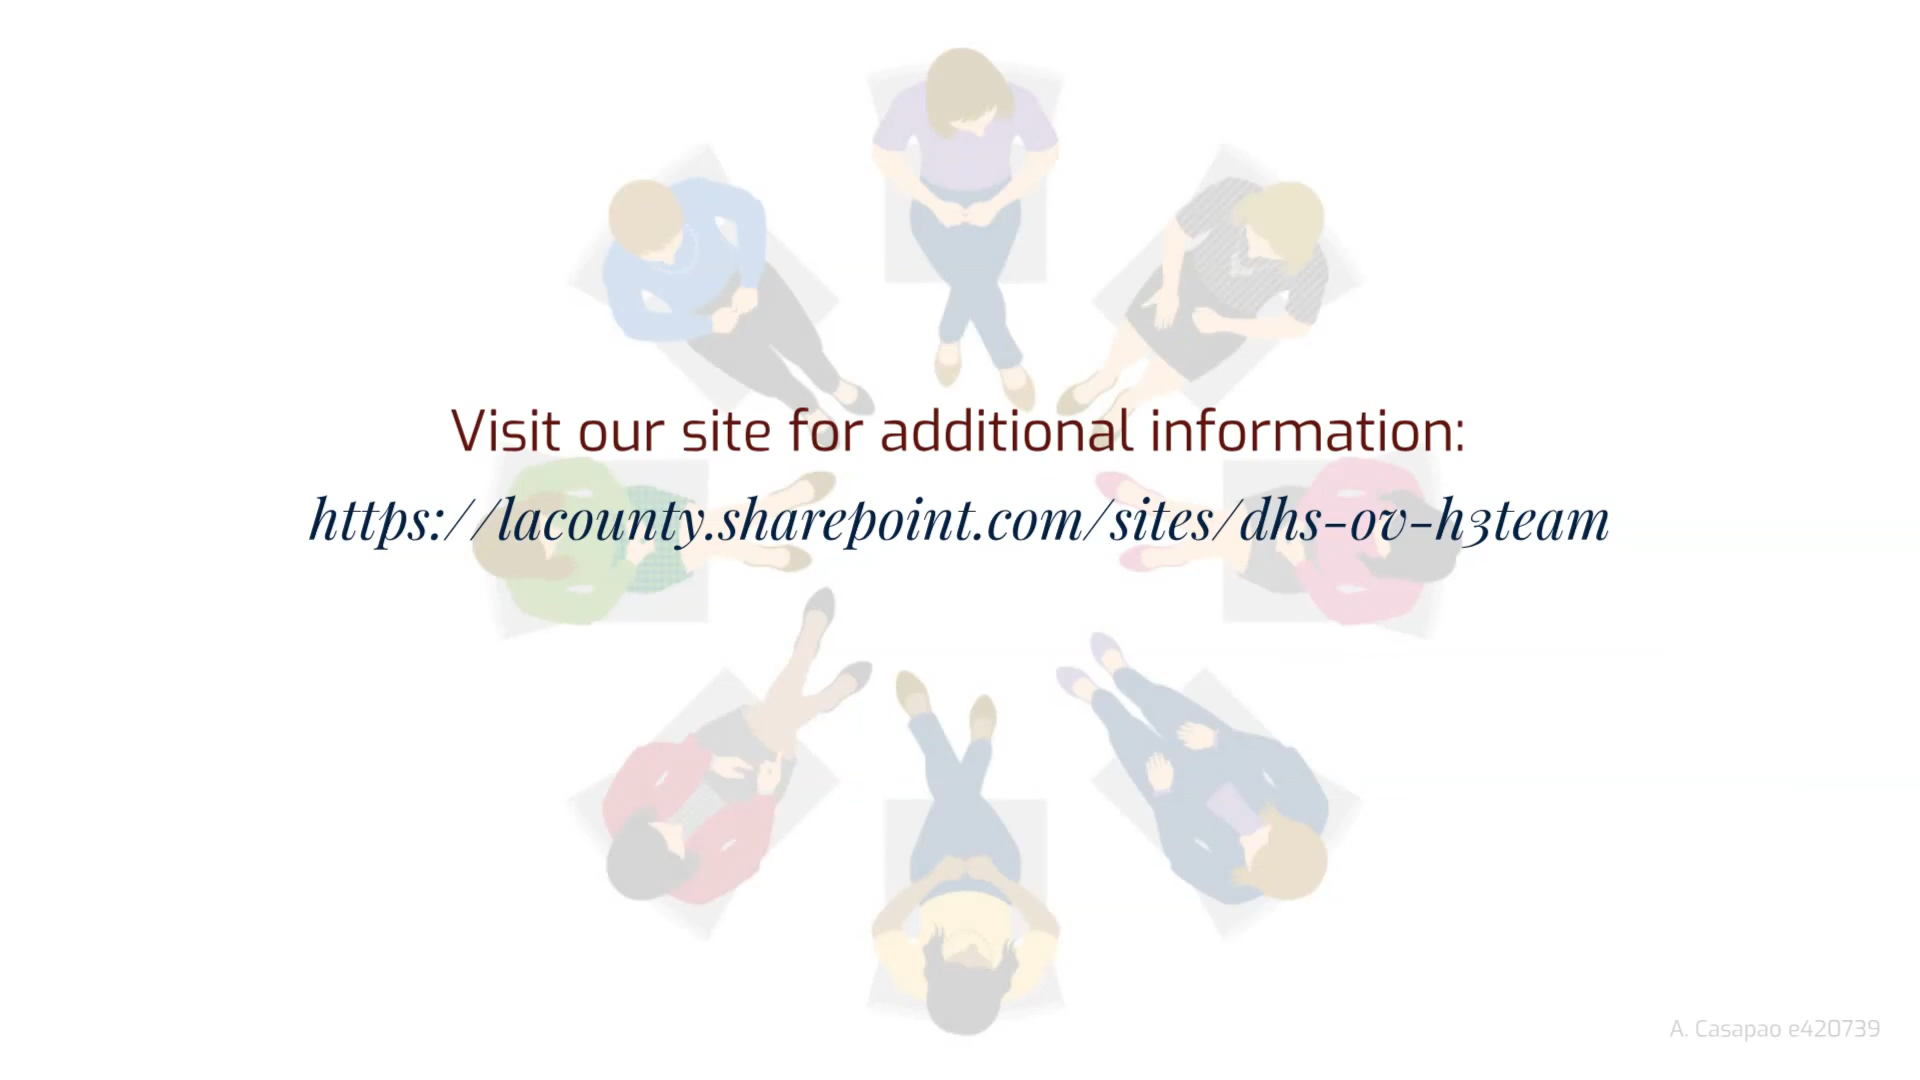 Visit our site for additional information:
https://lacounty.sharepoint.com/sites/dhs-ov-h3team
A. Casapao e420739